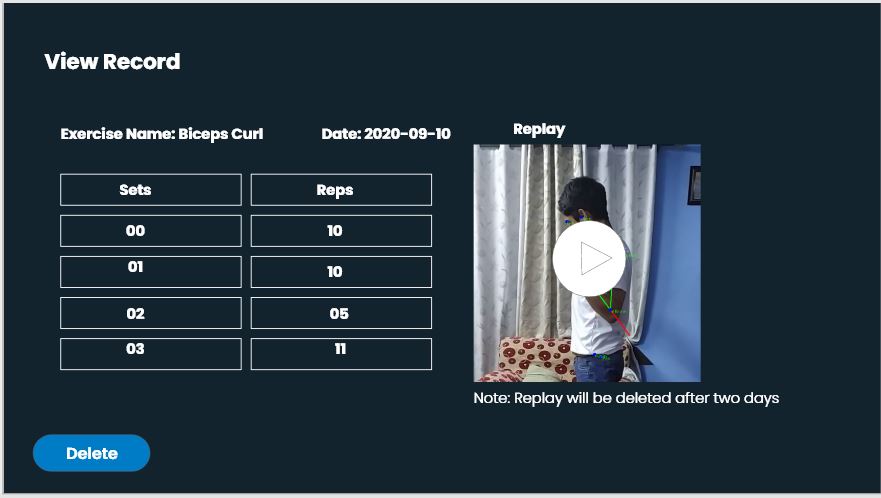 View Record
Exercise Name: Biceps Curl
Date: 2020-09-10
Replay
Sets
Reps
00
10
01
10
02
05
03
11
Note: Replay will be deleted after two days
Delete